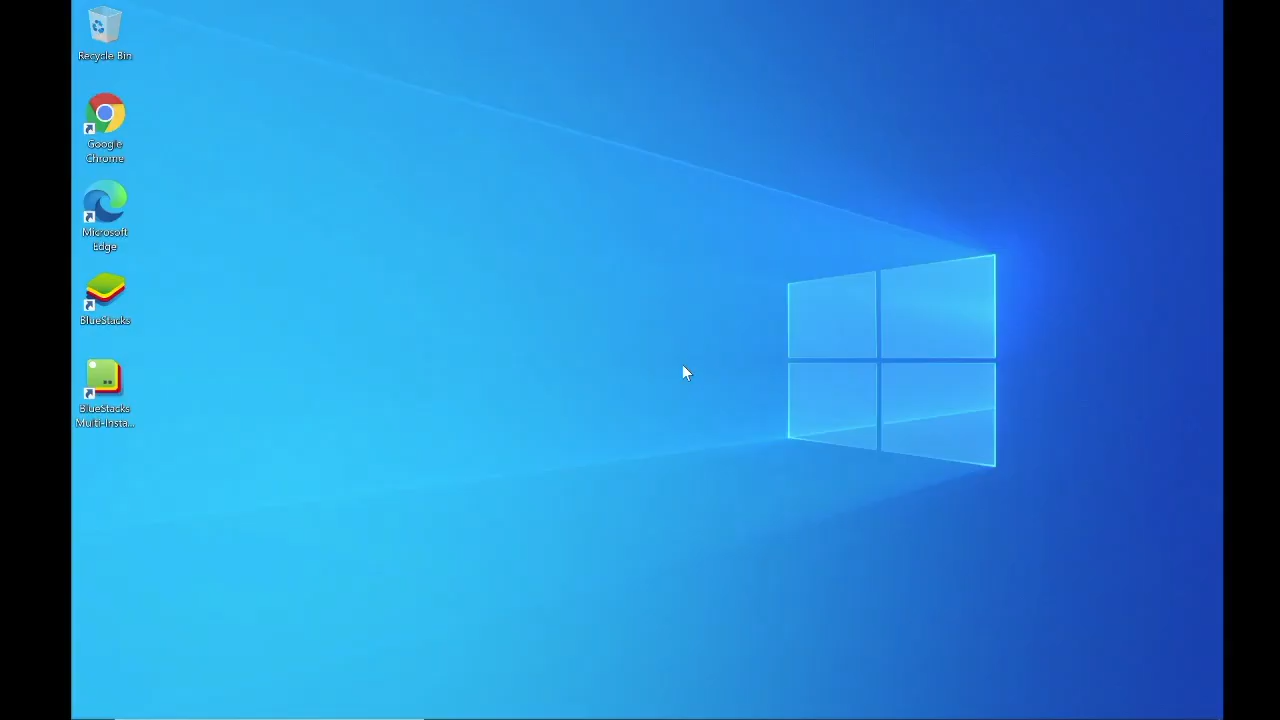 Recycle Bin
Google
Chrome
Microsoft
Edge
BlueStacks
BlueStacks
Multi-Insta...